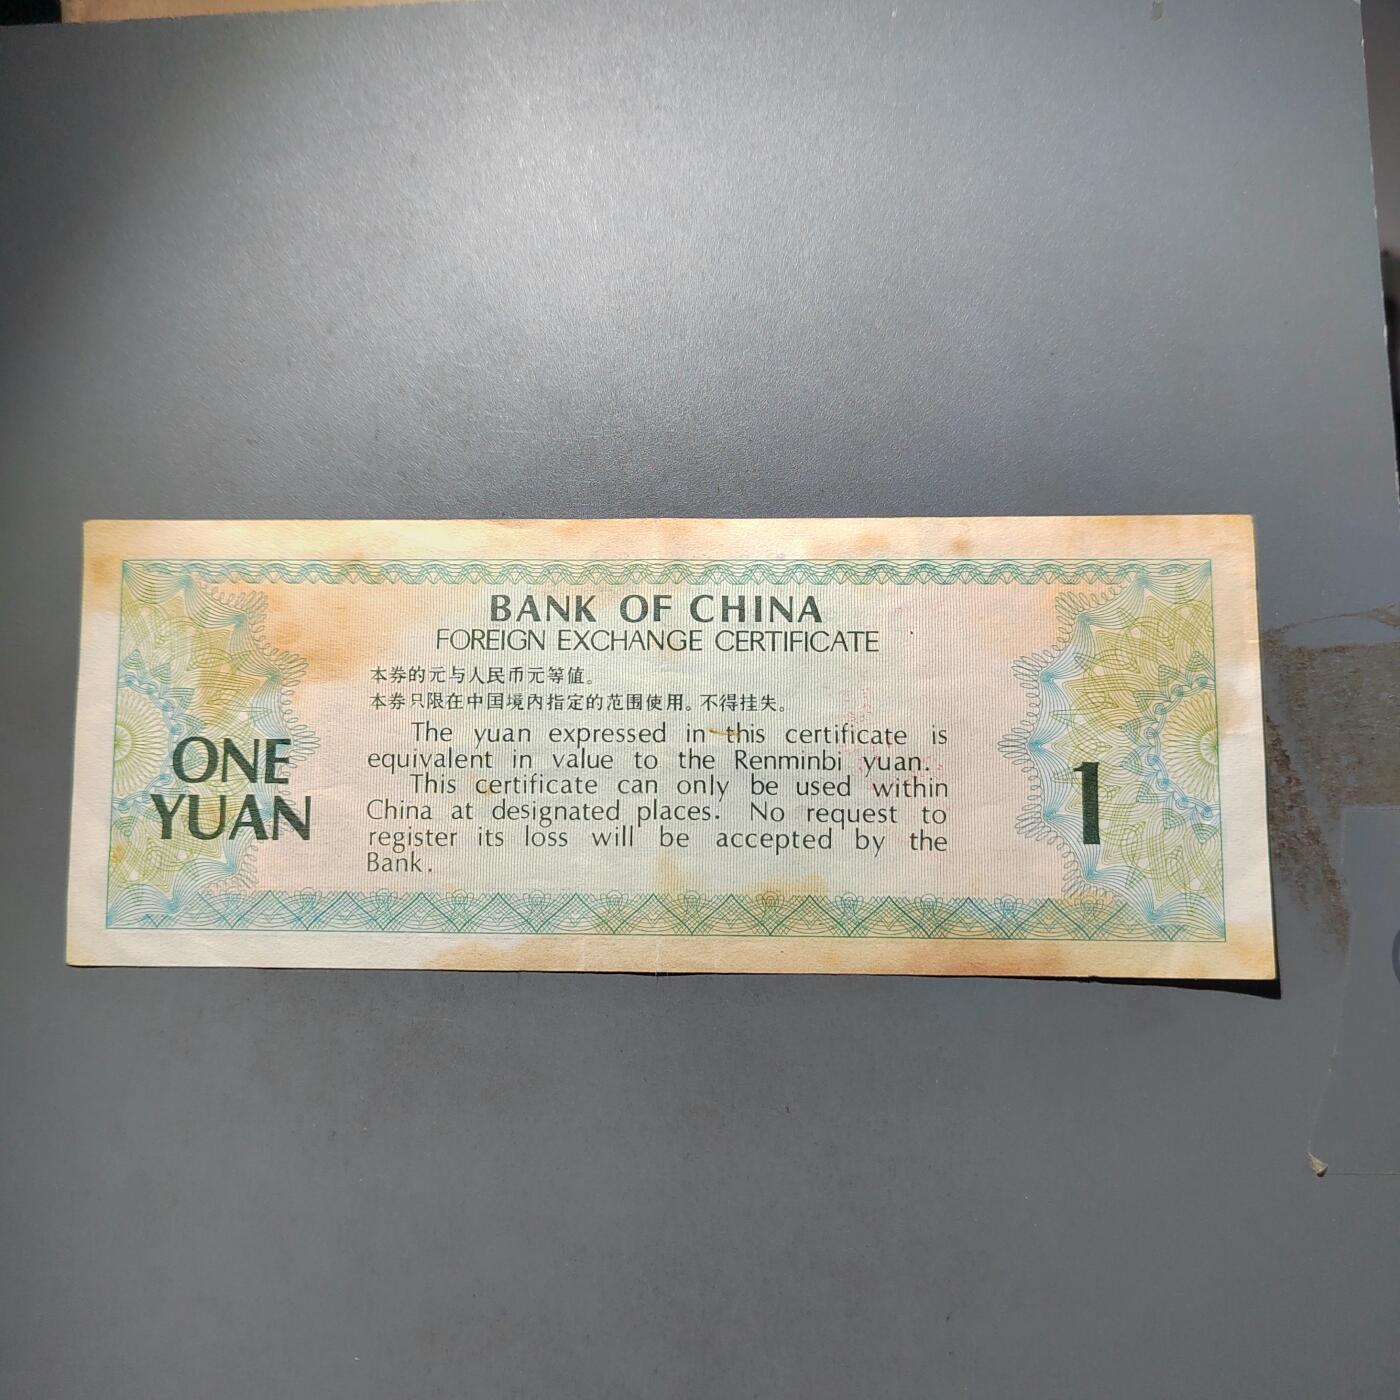 BANK OF CHINA
FOREIGN EXCHANGE CERTIFICATE
本券的元与人民币元等值。
本券只限在中国境内指定的范围使用。不得挂失。
The yuan expressed in this certificate is
equivalent in value to the Renminbi yuan.
This certificate can only be used within
China at designated places. No request to
register its loss will be accepted by the
Bank.
ONE
YUAN
1